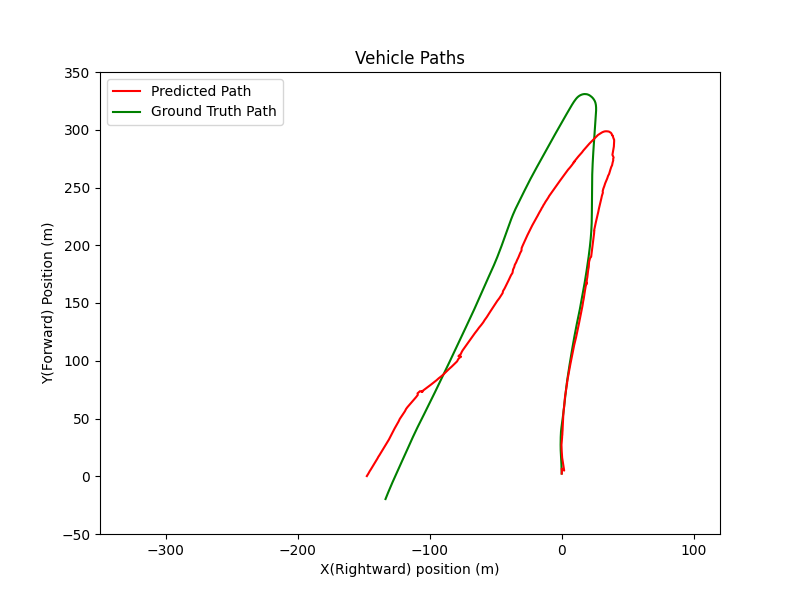 Vehicle Paths
Predicted Path
Ground Truth Path
350
300
250
200
150
100
50
0
−50
Y(Forward) Position (m)
−300
−200
−100
0
100
X(Rightward) position (m)